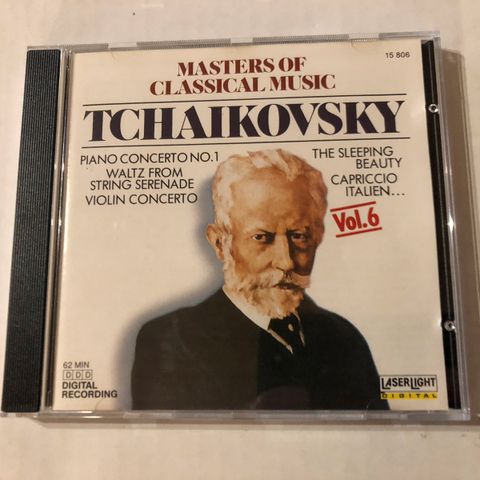 15 806
MASTERS OF
CLASSICAL MUSIC
TCHAIKOVSKY
PIANO CONCERTO NO.1
WALTZ FROM
STRING SERENADE
VIOLIN CONCERTO
THE SLEEPING
BEAUTY
CAPRICCIO
ITALIEN...
Vol.6
62 MIN
DDD
DIGITAL
RECORDING
LASERLIGHT
DIGITAL